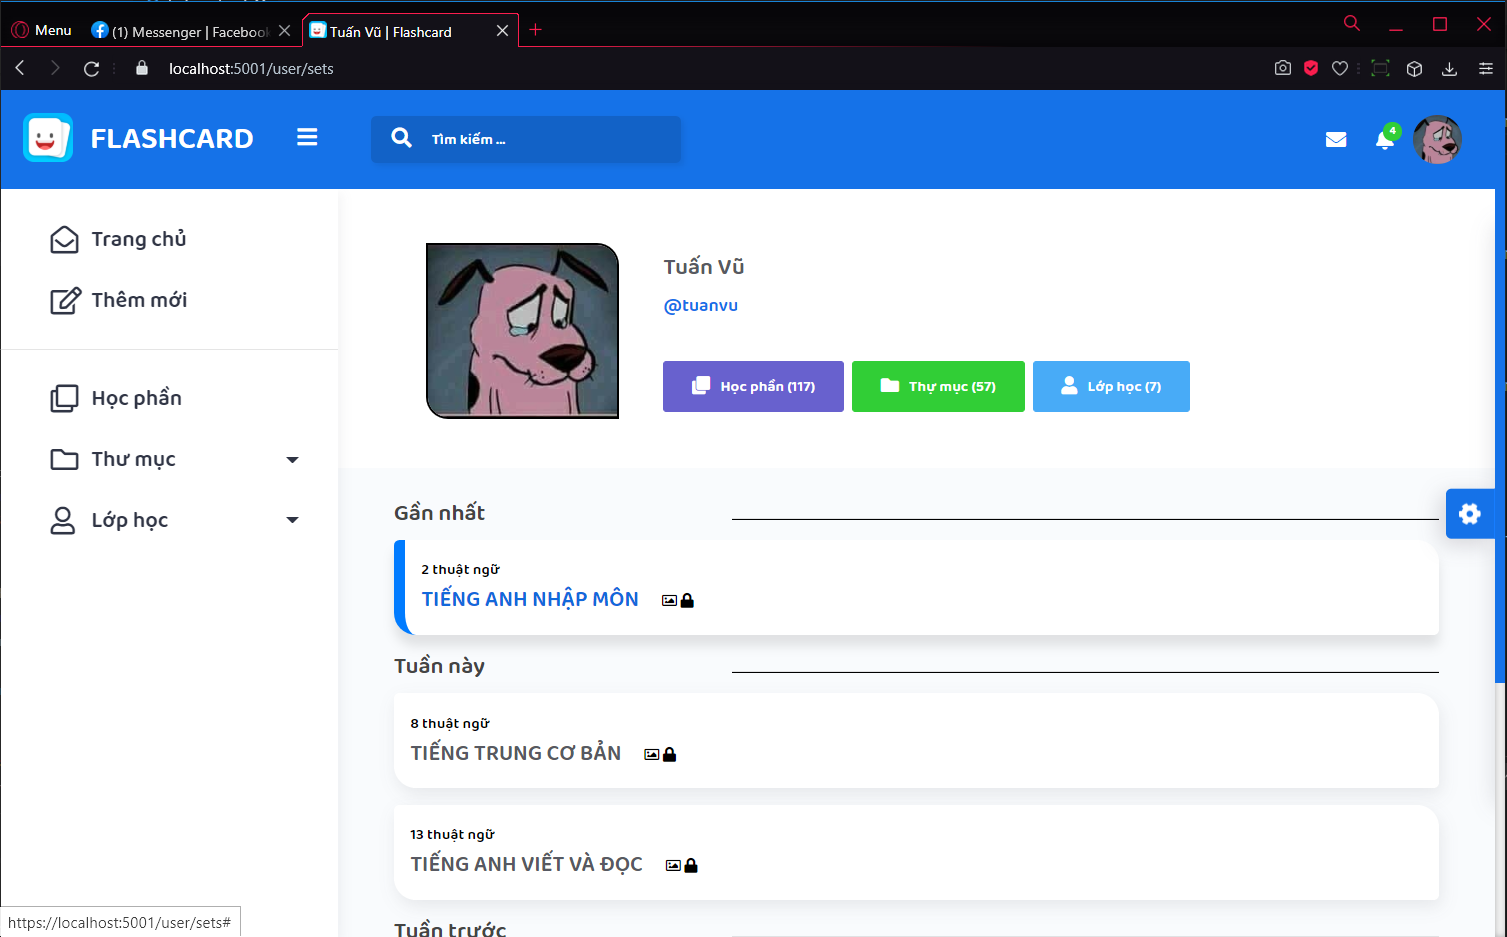 Menu
(1) Messenger | Facebook
Tuấn Vũ | Flashcard
localhost:5001/user/sets
FLASHCARD
Tìm kiếm ...
4
Trang chủ
Thêm mới
Học phần
Thư mục
Lớp học
Tuấn Vũ
@tuanvu
Học phần (117)
Thự mục (57)
Lớp học (7)
Gần nhất
2 thuật ngữ
TIẾNG ANH NHẬP MÔN
Tuần này
8 thuật ngữ
TIẾNG TRUNG CƠ BẢN
13 thuật ngữ
TIẾNG ANH VIẾT VÀ ĐỌC
Tuần trước
https://localhost:5001/user/sets#